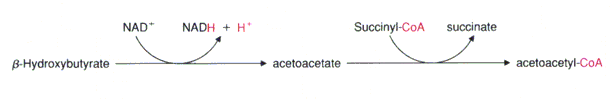 NAD⁺ NADH + H⁺ Succinyl-CoA succinate
β-Hydroxybutyrate acetoacetate acetoacetyl-CoA